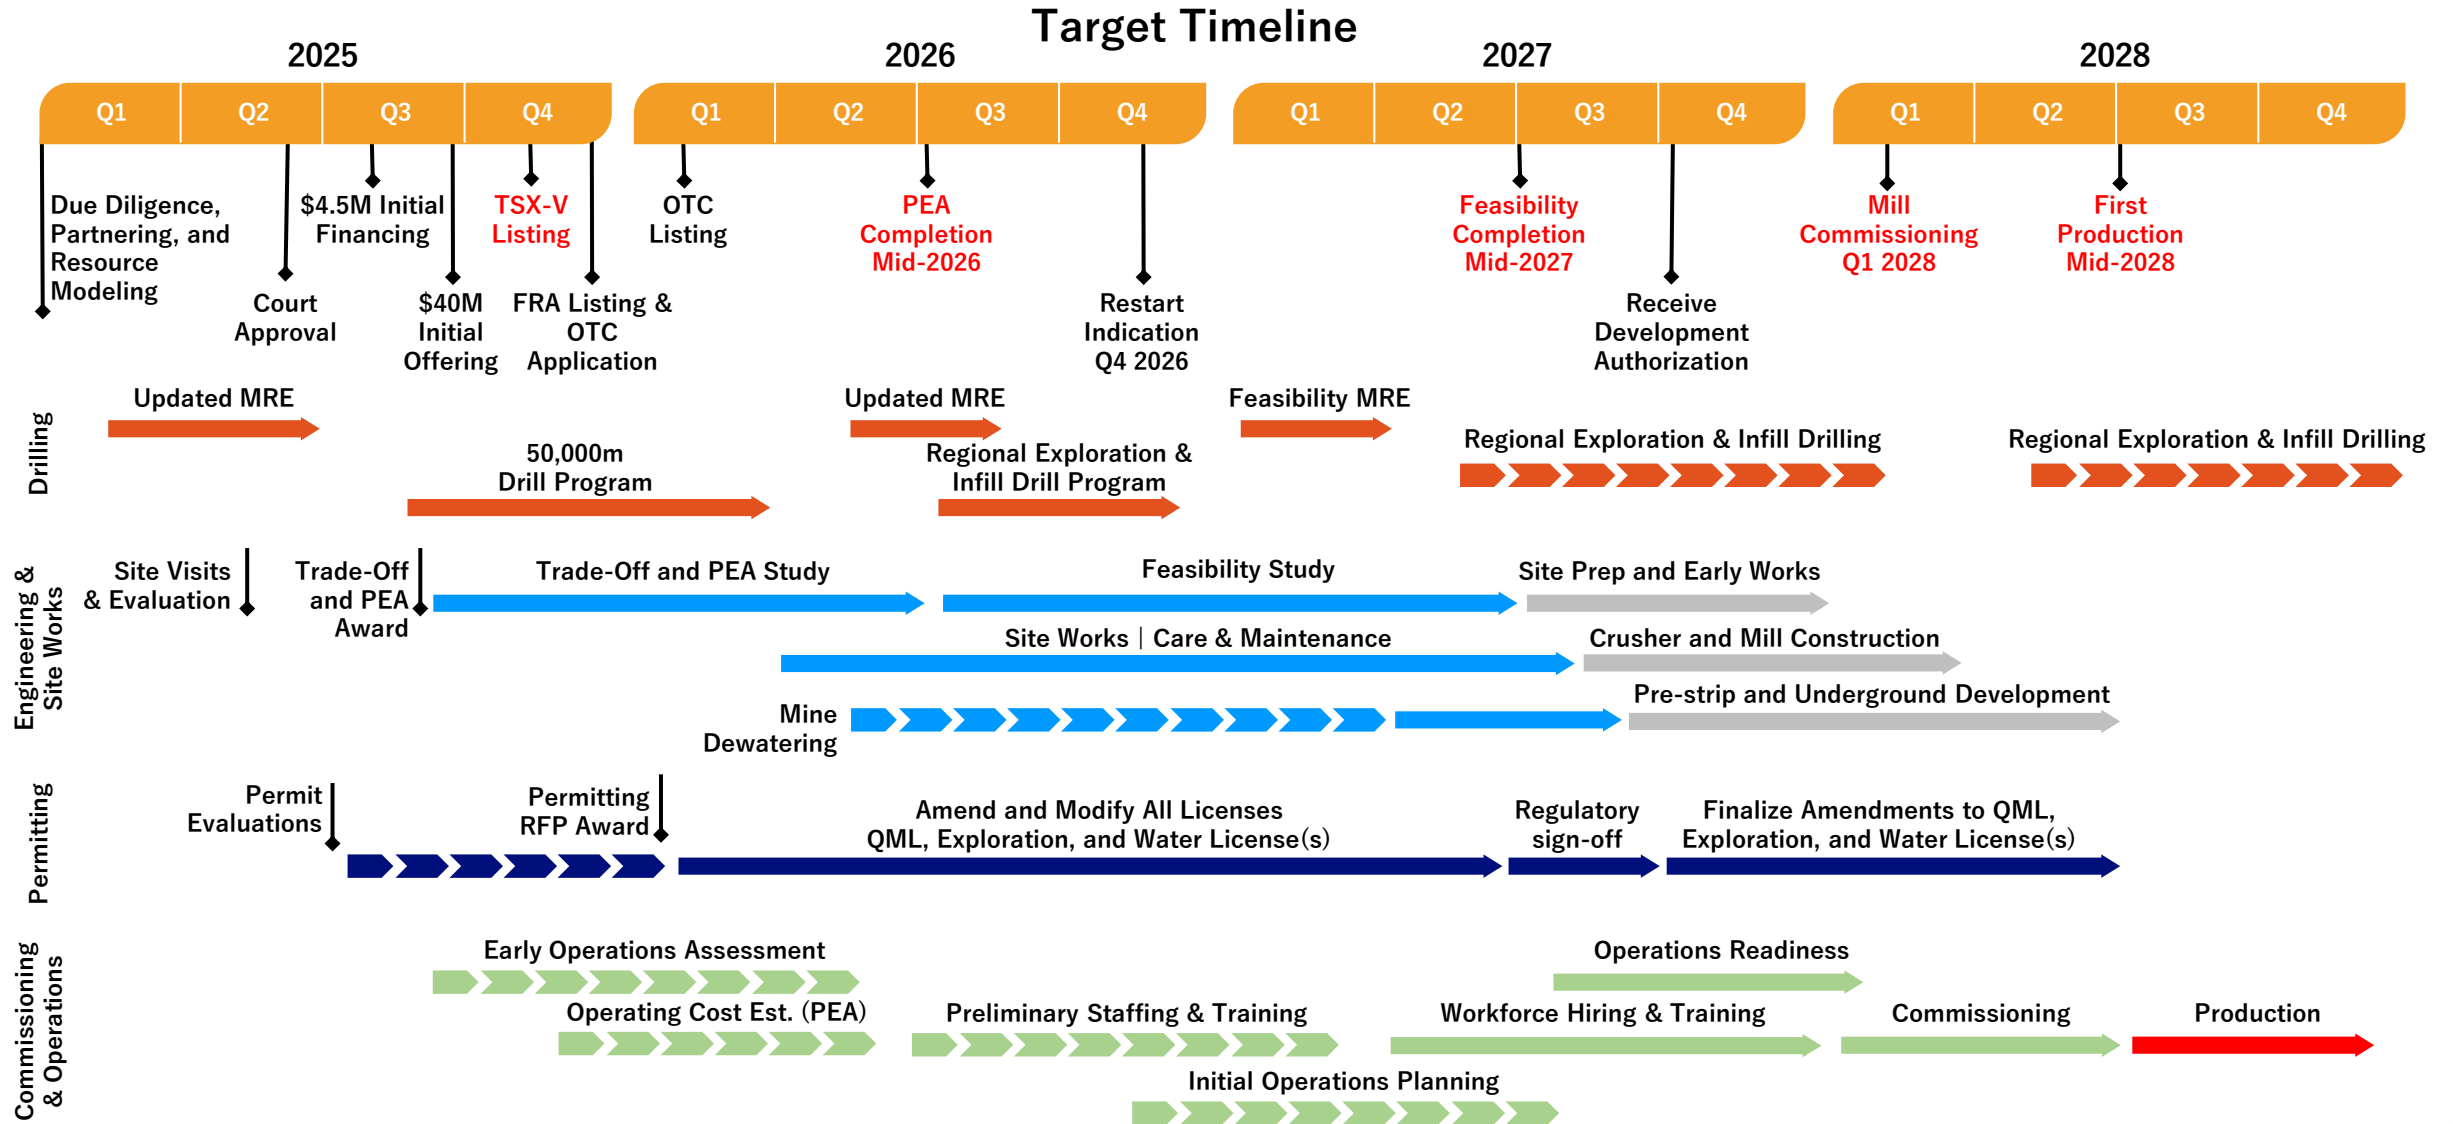 Target Timeline
2025
2026
2027
2028
Q1
Q2
Q3
Q4
Q1
Q2
Q3
Q4
Q1
Q2
Q3
Q4
Q1
Q2
Q3
Q4
Due Diligence,
Partnering, and
Resource
Modeling
Court
Approval
$4.5M Initial
Financing
$40M
Initial
Offering
TSX-V
Listing
FRA Listing &
OTC
Application
OTC
Listing
PEA
Completion
Mid-2026
Restart
Indication
Q4 2026
Feasibility
Completion
Mid-2027
Receive
Development
Authorization
Mill
Commissioning
Q1 2028
First
Production
Mid-2028
Drilling
Updated MRE
50,000m
Drill Program
Updated MRE
Regional Exploration &
Infill Drill Program
Feasibility MRE
Regional Exploration & Infill Drilling
Regional Exploration & Infill Drilling
Engineering &
Site Works
Site Visits
& Evaluation
Trade-Off
and PEA
Award
Trade-Off and PEA Study
Feasibility Study
Site Prep and Early Works
Site Works | Care & Maintenance
Crusher and Mill Construction
Mine
Dewatering
Pre-strip and Underground Development
Permitting
Permit
Evaluations
Permitting
RFP Award
Amend and Modify All Licenses
QML, Exploration, and Water License(s)
Regulatory
sign-off
Finalize Amendments to QML,
Exploration, and Water License(s)
Commissioning
& Operations
Early Operations Assessment
Operations Readiness
Operating Cost Est. (PEA)
Preliminary Staffing & Training
Workforce Hiring & Training
Commissioning
Production
Initial Operations Planning